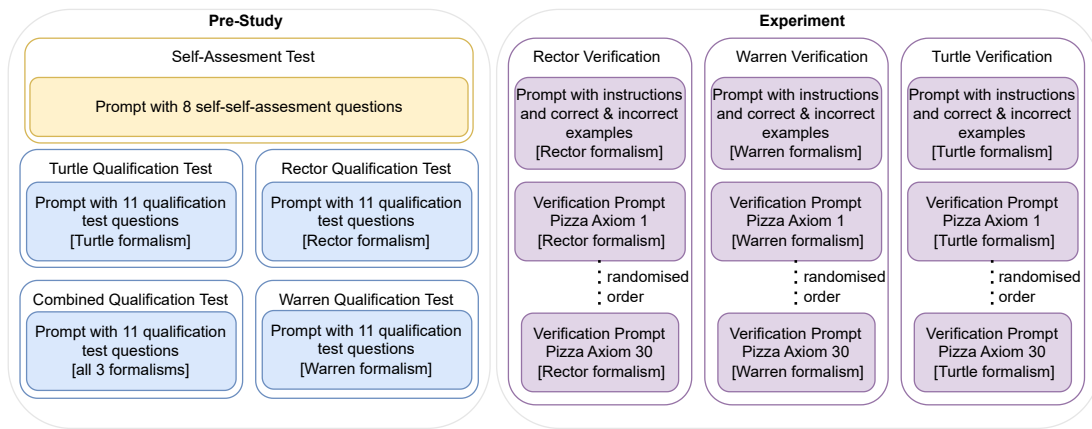 Pre-Study
Self-Assesment Test
Prompt with 8 self-self-assesment questions
Turtle Qualification Test
Prompt with 11 qualification
test questions
[Turtle formalism]
Rector Qualification Test
Prompt with 11 qualification
test questions
[Rector formalism]
Combined Qualification Test
Prompt with 11 qualification
test questions
[all 3 formalisms]
Warren Qualification Test
Prompt with 11 qualification
test questions
[Warren formalism]
Experiment
Rector Verification
Prompt with instructions
and correct & incorrect
examples
[Rector formalism]
Verification Prompt
Pizza Axiom 1
[Rector formalism]
randomised
order
Verification Prompt
Pizza Axiom 30
[Rector formalism]
Warren Verification
Prompt with instructions
and correct & incorrect
examples
[Warren formalism]
Verification Prompt
Pizza Axiom 1
[Warren formalism]
randomised
order
Verification Prompt
Pizza Axiom 30
[Warren formalism]
Turtle Verification
Prompt with instructions
and correct & incorrect
examples
[Turtle formalism]
Verification Prompt
Pizza Axiom 1
[Turtle formalism]
randomised
order
Verification Prompt
Pizza Axiom 30
[Turtle formalism]